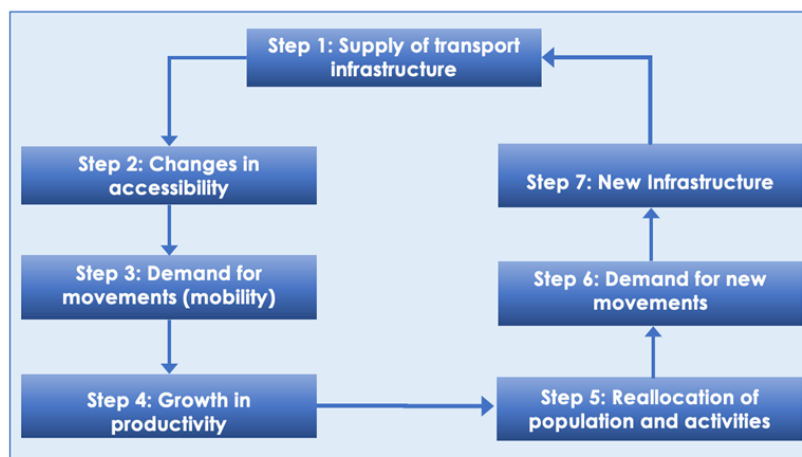 Step 1: Supply of transport
infrastructure
Step 2: Changes in
accessibility
Step 3: Demand for
movements (mobility)
Step 4: Growth in
productivity
Step 5: Reallocation of
population and activities
Step 6: Demand for new
movements
Step 7: New Infrastructure